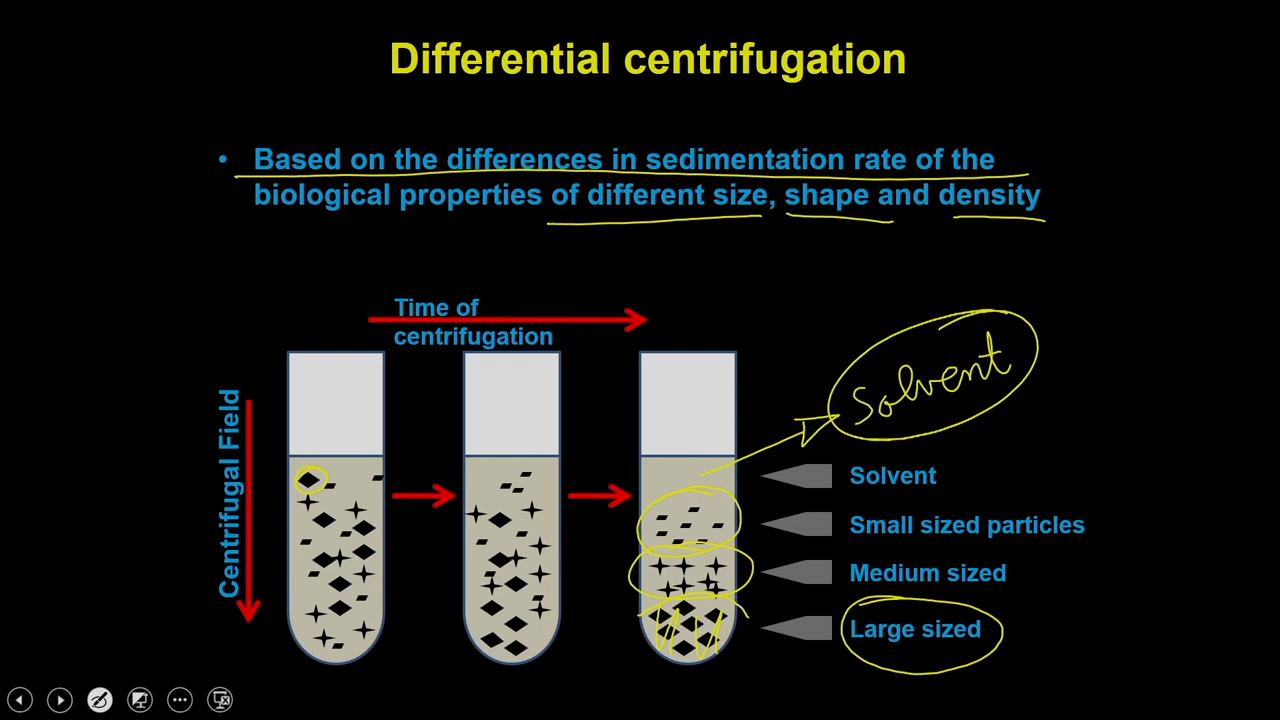 Differential centrifugation
• Based on the differences in sedimentation rate of the
biological properties of different size, shape and density
Time of
centrifugation
Centrifugal Field
Solvent
Solvent
Small sized particles
Medium sized
Large sized